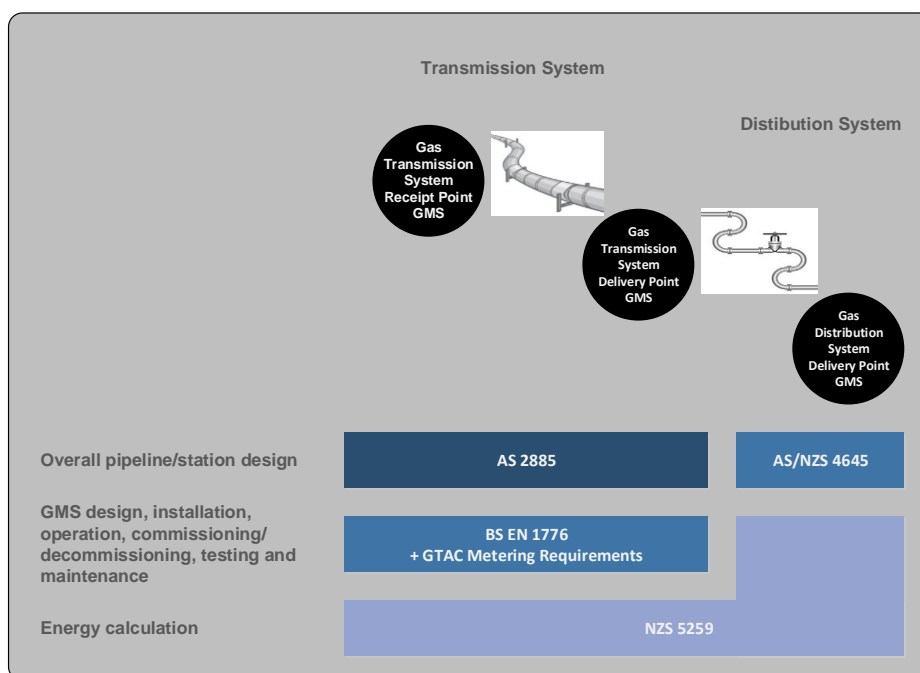 Transmission System
Distibution System
Gas
Transmission
System
Receipt Point
GMS
Gas
Transmission
System
Delivery Point
GMS
Gas
Distribution
System
Delivery Point
GMS
Overall pipeline/station design
AS 2885
AS/NZS 4645
GMS design, installation,
operation, commissioning/
decommissioning, testing and
maintenance
BS EN 1776
+ GTAC Metering Requirements
Energy calculation
NZS 5259